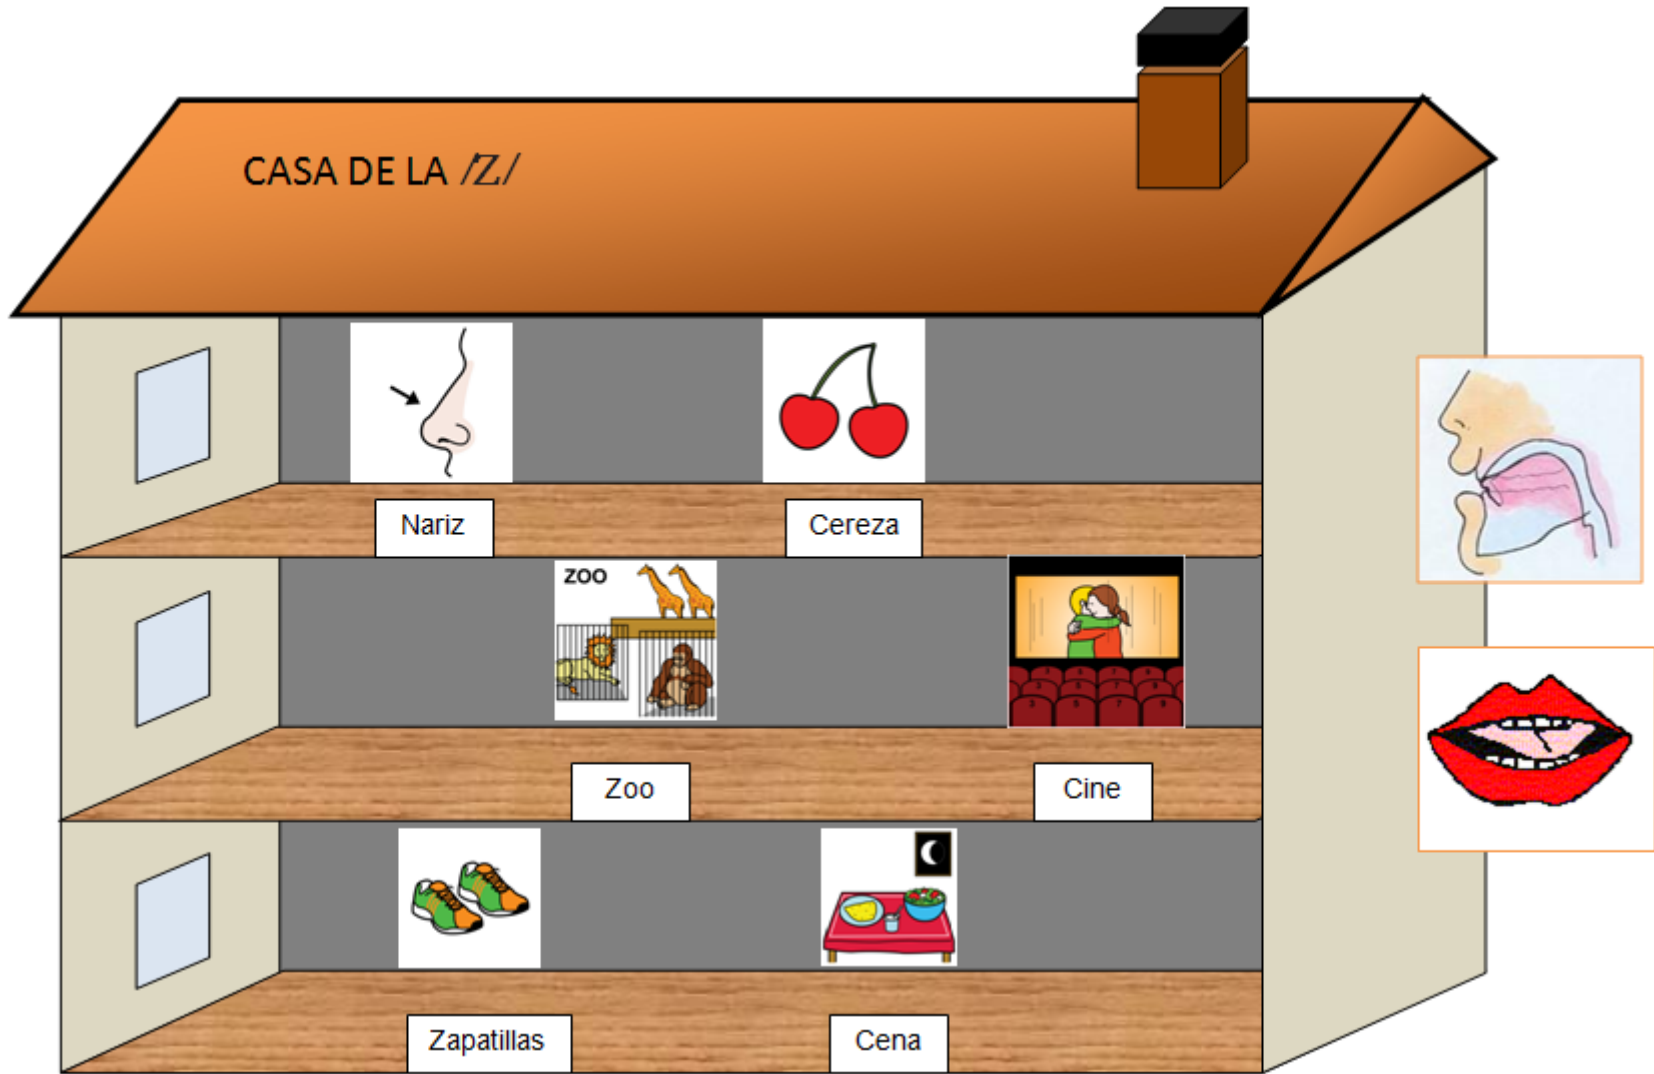 CASA DE LA /Z/
Nariz
Cereza
ZOO
Zoo
Cine
Zapatillas
Cena